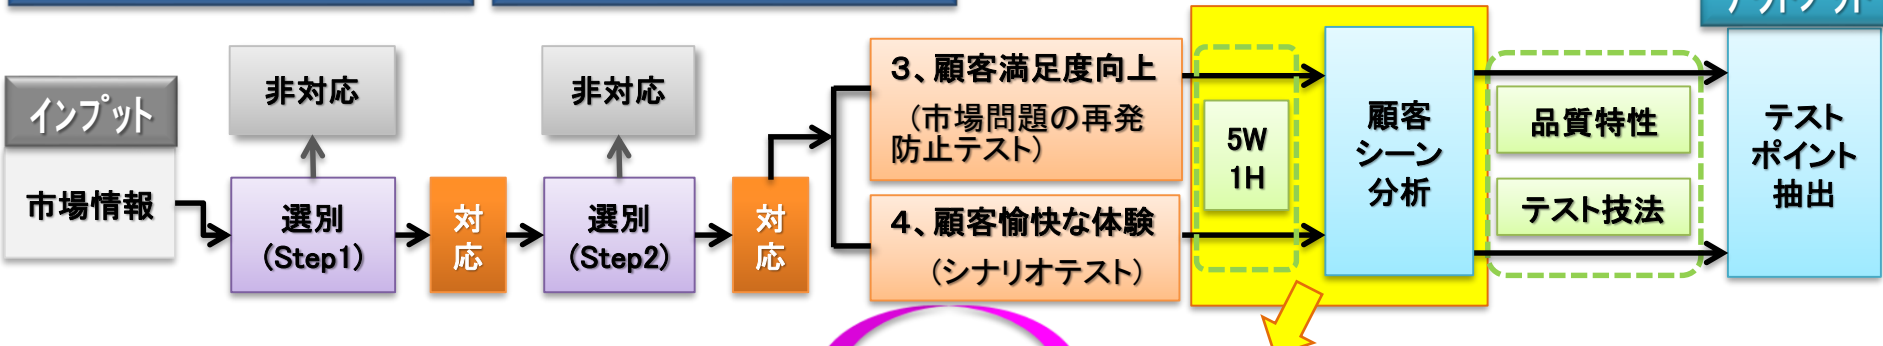 インプット
市場情報
非対応
選別
(Step1)
対
応
非対応
選別
(Step2)
対
応
3、顧客満足度向上
(市場問題の再発
防止テスト)
4、顧客愉快な体験
(シナリオテスト)
5W
1H
顧客
シーン
分析
品質特性
テスト技法
テスト
ポイント
抽出